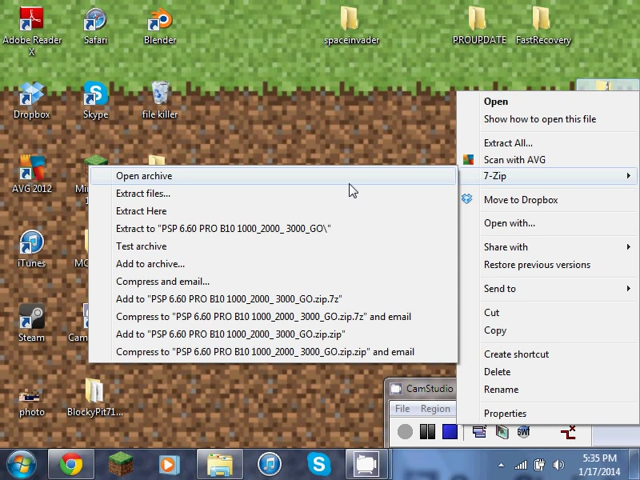 Adobe Reader X
Safari
Blender
spaceinvader
PROUPDATE
FastRecovery
Dropbox
Skype
file killer
AVG 2012
iTunes
Steam
photo
BlockyPit71...
Open
Show how to open this file
Extract All...
Scan with AVG
7-Zip
Move to Dropbox
Open with...
Share with
Restore previous versions
Send to
Cut
Copy
Create shortcut
Delete
Rename
Properties
Open archive
Extract files...
Extract Here
Extract to "PSP 6.60 PRO B10 1000_2000_ 3000_GO\"
Test archive
Add to archive...
Compress and email...
Add to "PSP 6.60 PRO B10 1000_2000_ 3000_GO.zip.7z"
Compress to "PSP 6.60 PRO B10 1000_2000_ 3000_GO.zip.7z" and email
Add to "PSP 6.60 PRO B10 1000_2000_ 3000_GO.zip.zip"
Compress to "PSP 6.60 PRO B10 1000_2000_ 3000_GO.zip.zip" and email
CamStudio
File Region
5:35 PM
1/17/2014